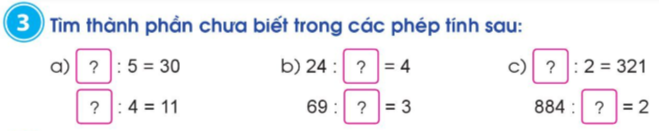 3 Tìm thành phần chưa biết trong các phép tính sau:
a) ? : 5 = 30 b) 24 : ? = 4 c) ? : 2 = 321
? : 4 = 11 69 : ? = 3 884 : ? = 2